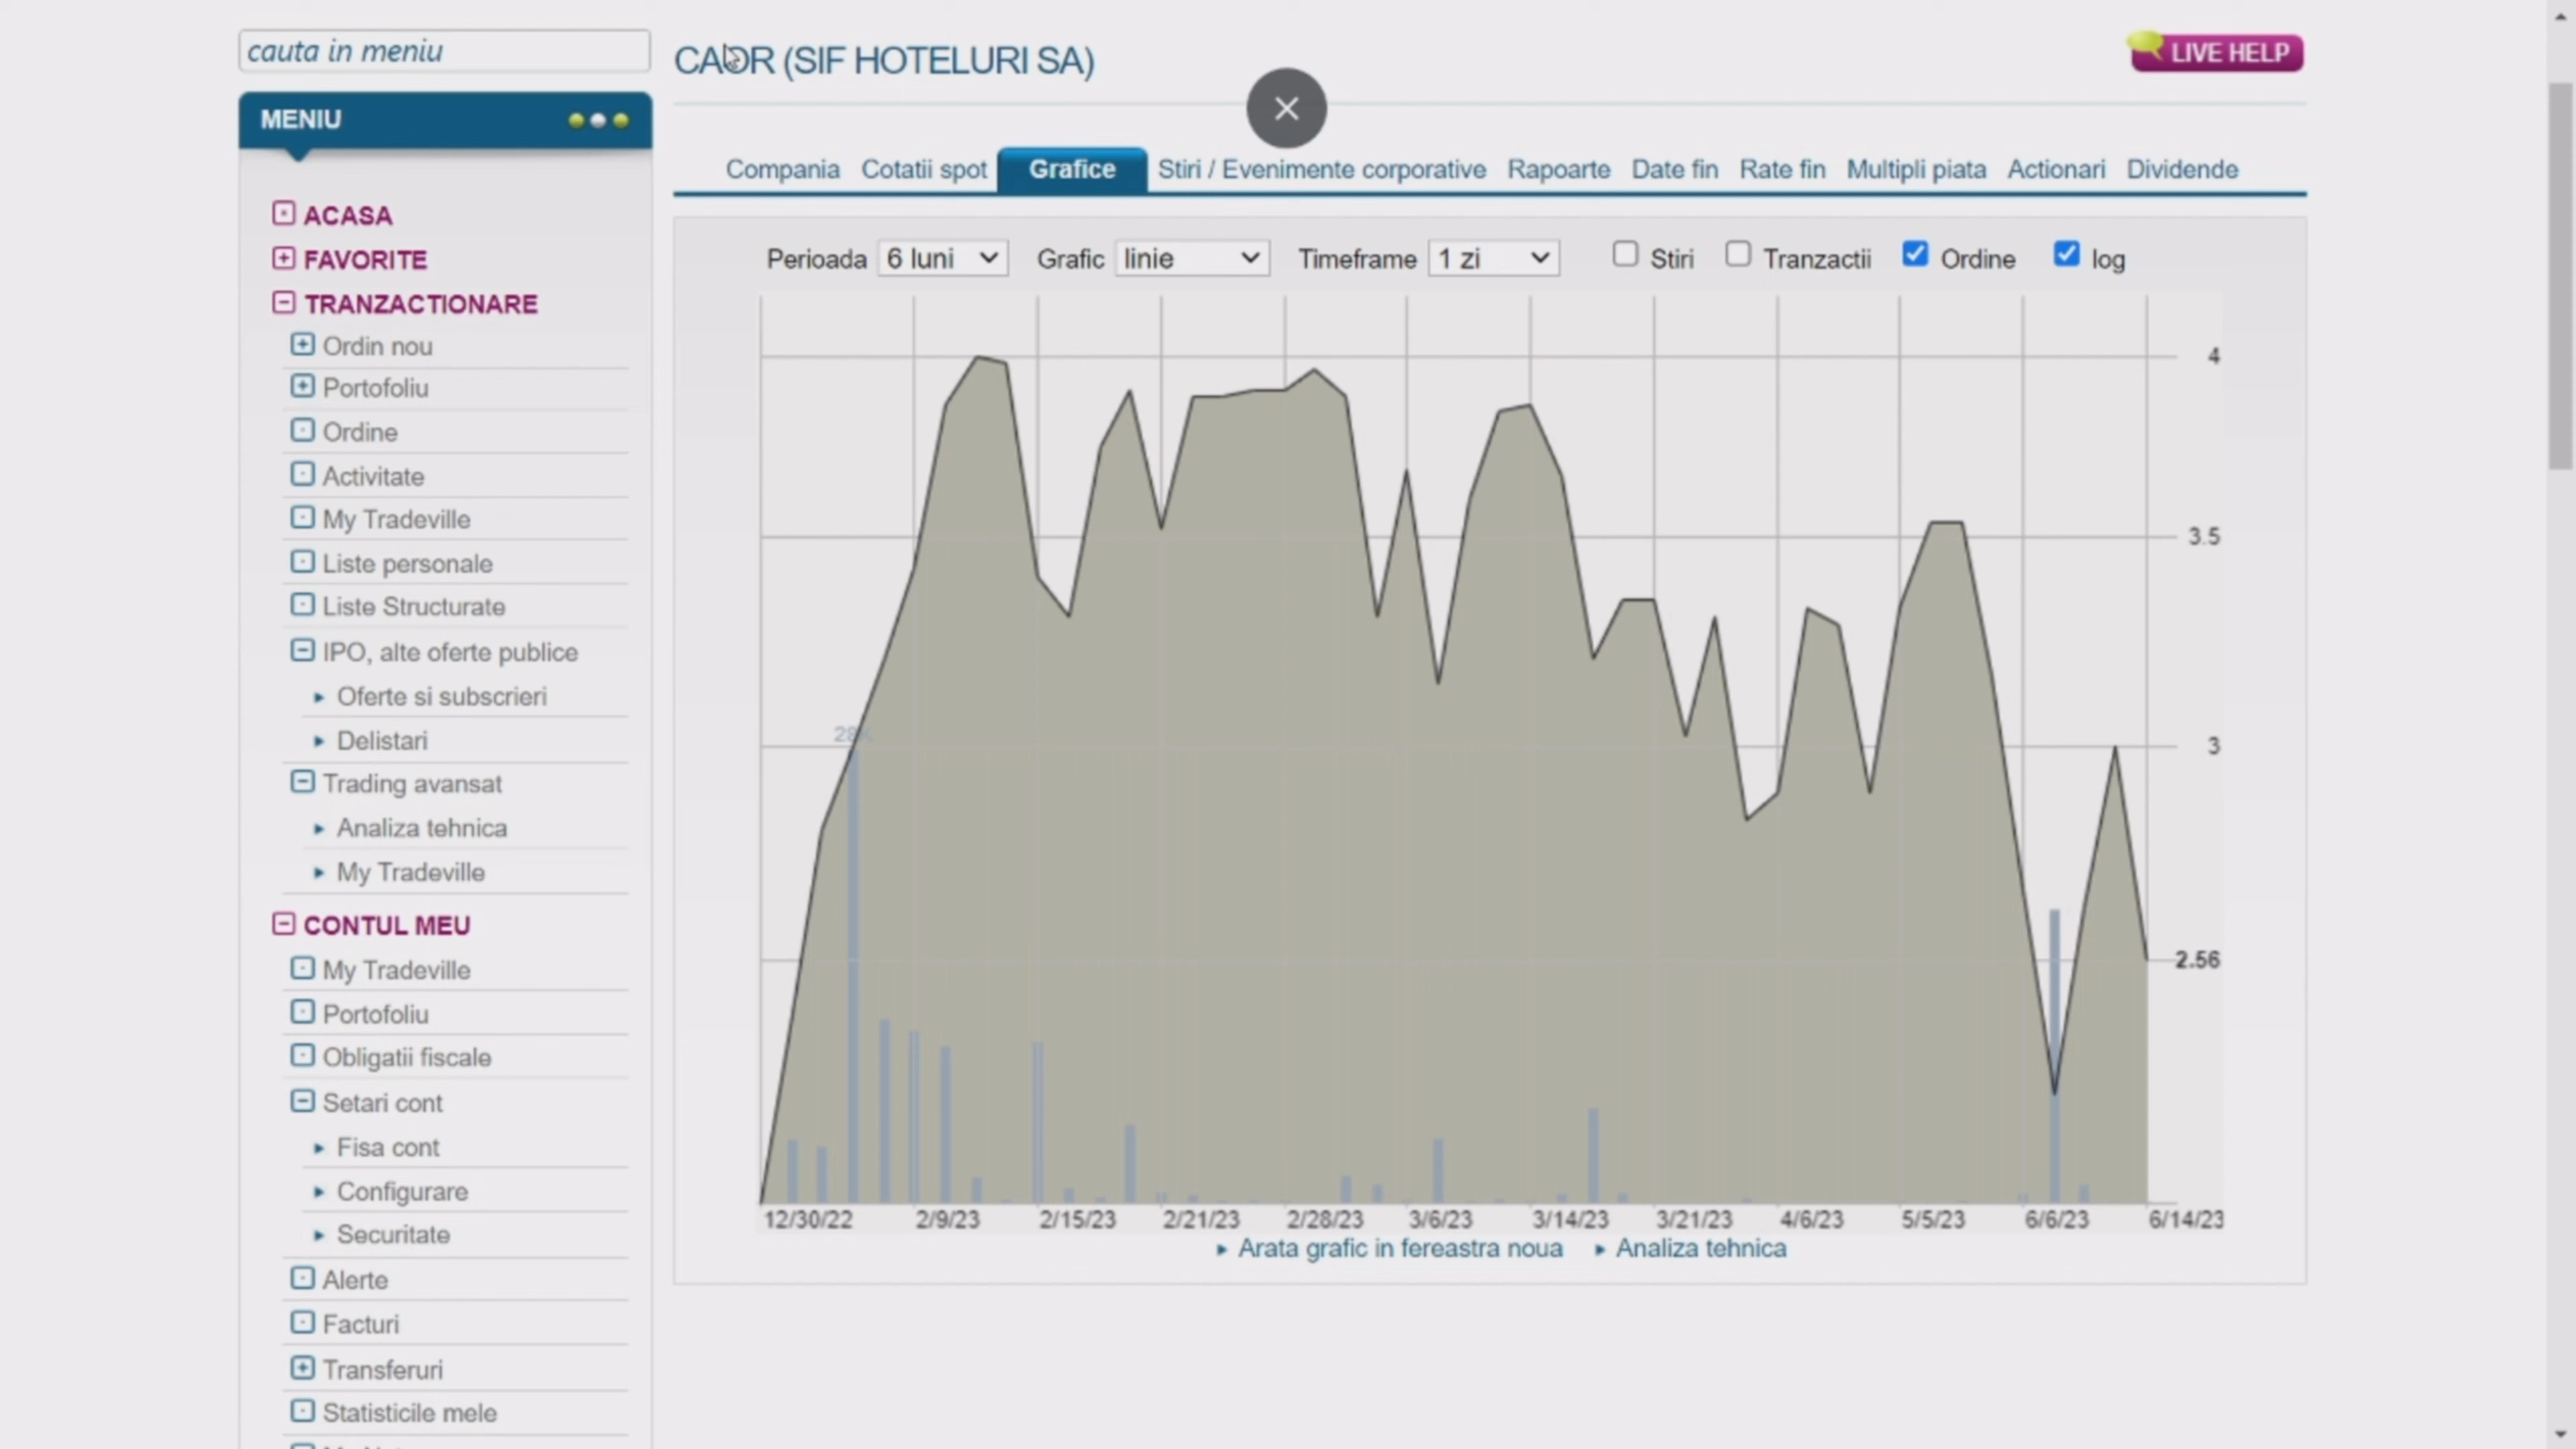 cauta in meniu
CAOR (SIF HOTELURI SA)
LIVE HELP
MENIU
Compania Cotatii spot Grafice Stiri / Evenimente corporative Rapoarte Date fin Rate fin Multipli piata Actionari Dividende
ACASA
FAVORITE
TRANZACTIONARE
Ordin nou
Portofoliu
Ordine
Activitate
My Tradeville
Liste personale
Liste Structurate
IPO, alte oferte publice
Oferte si subscrieri
Delistari
Trading avansat
Analiza tehnica
My Tradeville
CONTUL MEU
My Tradeville
Portofoliu
Obligatii fiscale
Setari cont
Fisa cont
Configurare
Securitate
Alerte
Facturi
Transferuri
Statisticile mele
Perioada 6 luni Grafic linie Timeframe 1 zi Stiri Tranzactii Ordine log
4
3.5
3
28K
2.56
12/30/22 2/9/23 2/15/23 2/21/23 2/28/23 3/6/23 3/14/23 3/21/23 4/6/23 5/5/23 6/6/23 6/14/23
Arata grafic in fereastra noua Analiza tehnica